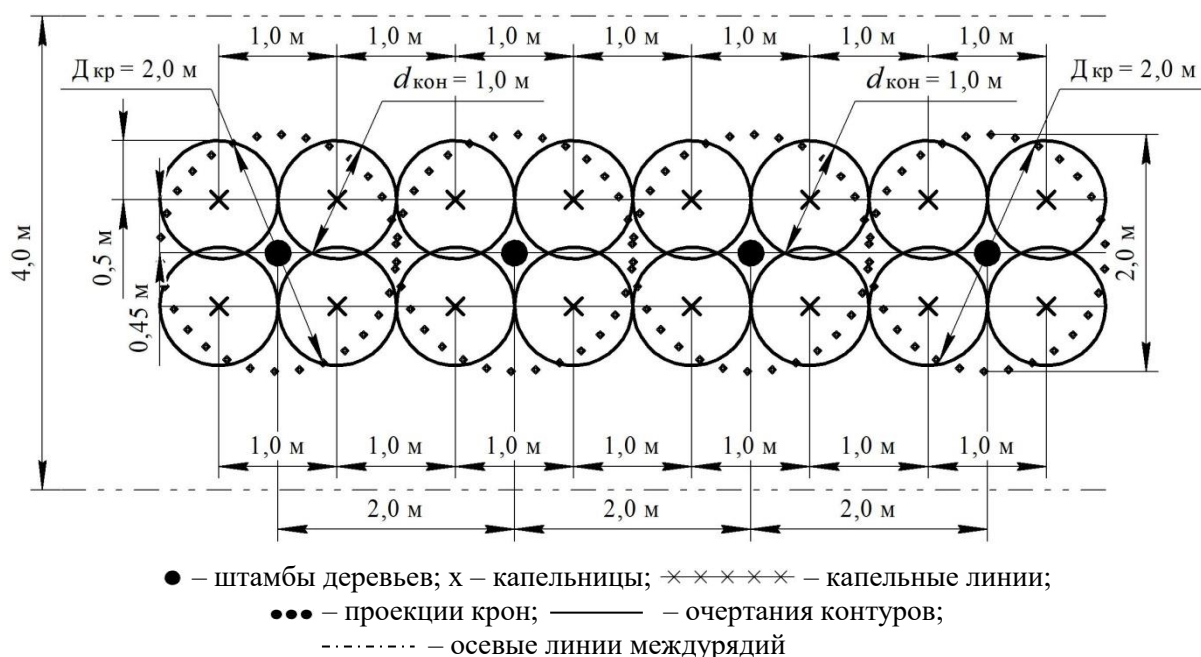 1,0 м 1,0 м 1,0 м 1,0 м 1,0 м 1,0 м 1,0 м
Д кр = 2,0 м d кон = 1,0 м d кон = 1,0 м Д кр = 2,0 м
4,0 м
0,5 м
0,45 м
2,0 м
1,0 м 1,0 м 1,0 м 1,0 м 1,0 м 1,0 м 1,0 м
2,0 м 2,0 м 2,0 м
– штамбы деревьев; х – капельницы; – капельные линии;
– проекции крон; – очертания контуров;
– осевые линии междурядий